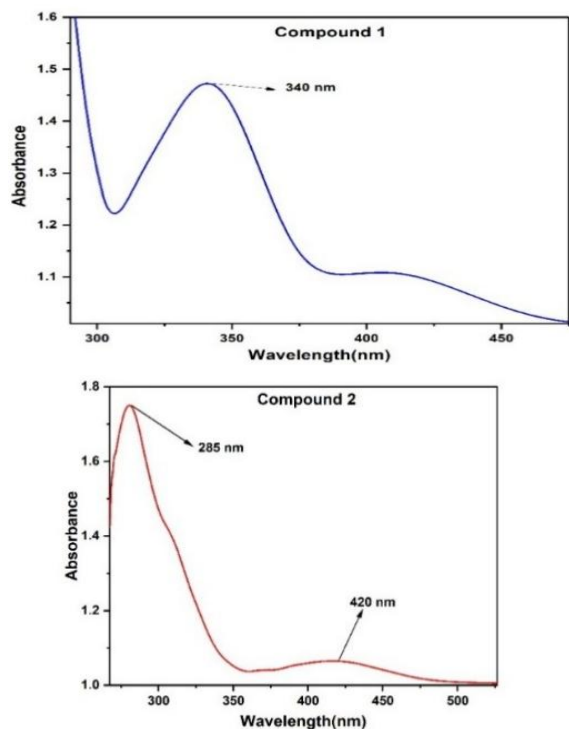 1.6
Compound 1
1.5
340 nm
1.4
Absorbance
1.3
1.2
1.1
300 350 400 450
Wavelength(nm)
1.8
Compound 2
285 nm
1.6
Absorbance
1.4
1.2
420 nm
1.0
300 350 400 450 500
Wavelength(nm)